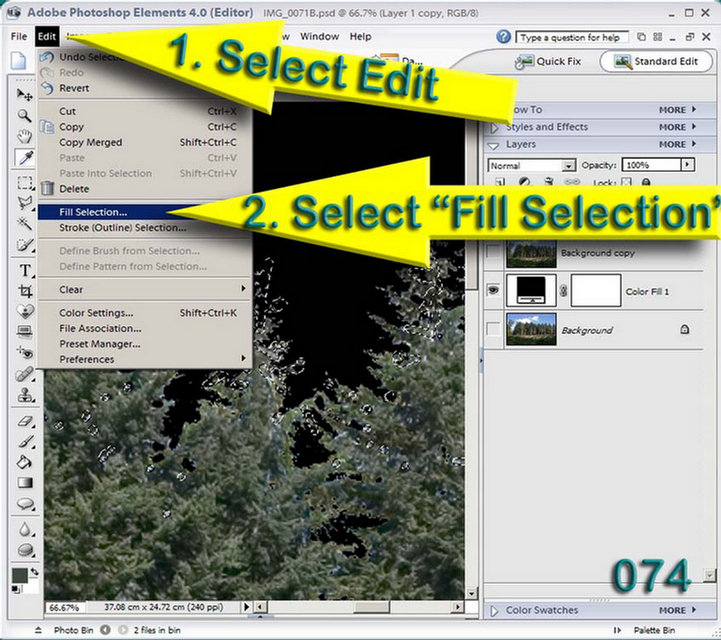 Adobe Photoshop Elements 4.0 (Editor) IMG_0071B.psd @ 66.7% (Layer 1 copy, RGB/8)
File Edit Window Help Type a question for help
Quick Fix Standard Edit
1. Select Edit
Undo
Redo
Revert
Cut Ctrl+X
Copy Ctrl+C
Copy Merged Shift+Ctrl+C
Paste Ctrl+V
Paste Into Selection Shift+Ctrl+V
Delete
Fill Selection...
Stroke (Outline) Selection...
Define Brush from Selection...
Define Pattern from Selection...
Clear
Color Settings... Shift+Ctrl+K
File Association...
Preset Manager...
Preferences
2. Select “Fill Selection”
How To MORE
Styles and Effects MORE
Layers MORE
Normal Opacity: 100%
Lock:
Background copy
Color Fill 1
Background
074
66.67% 37.08 cm x 24.72 cm (240 ppi)
Color Swatches MORE
Photo Bin 2 files in bin Palette Bin